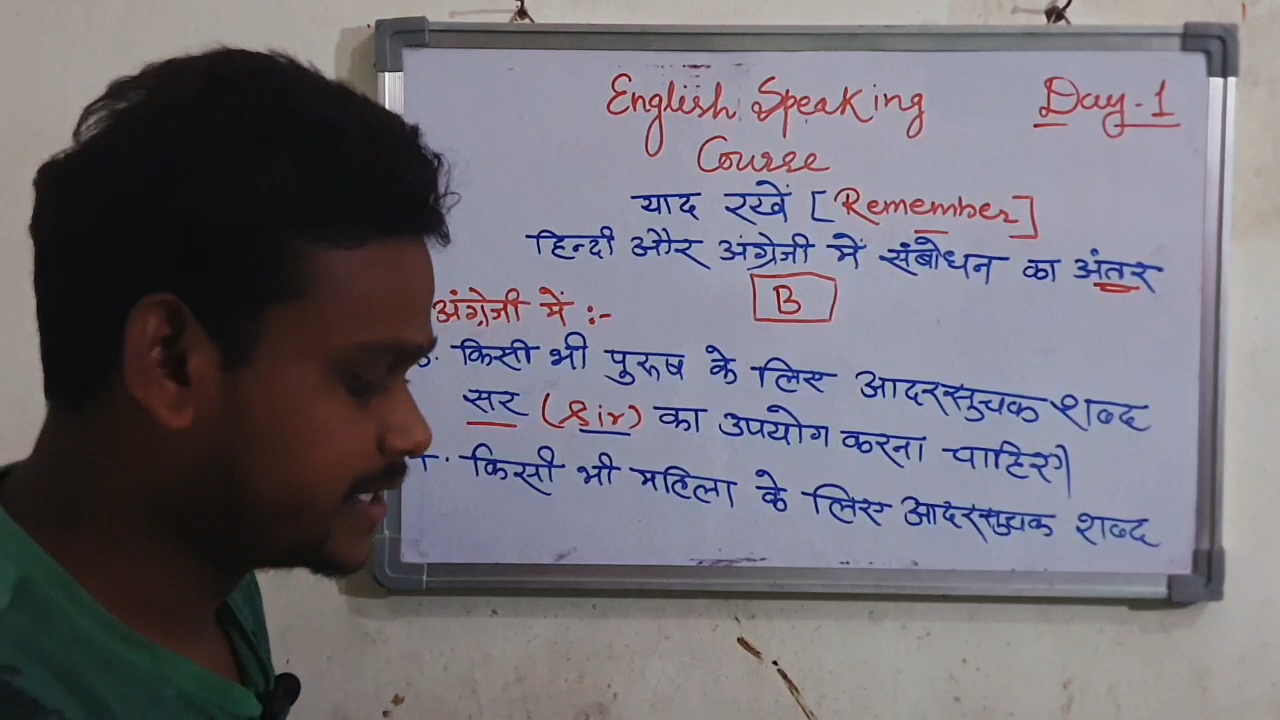 English Speaking Day-1
Course
याद रखें [Remember]
हिन्दी और अंग्रेजी में संबोधन का अंतर
B
अंग्रेजी में :-
किसी भी पुरुष के लिए आदरसुचक शब्द
सर (Sir) का उपयोग करना चाहिए।
किसी भी महिला के लिए आदरसुचक शब्द